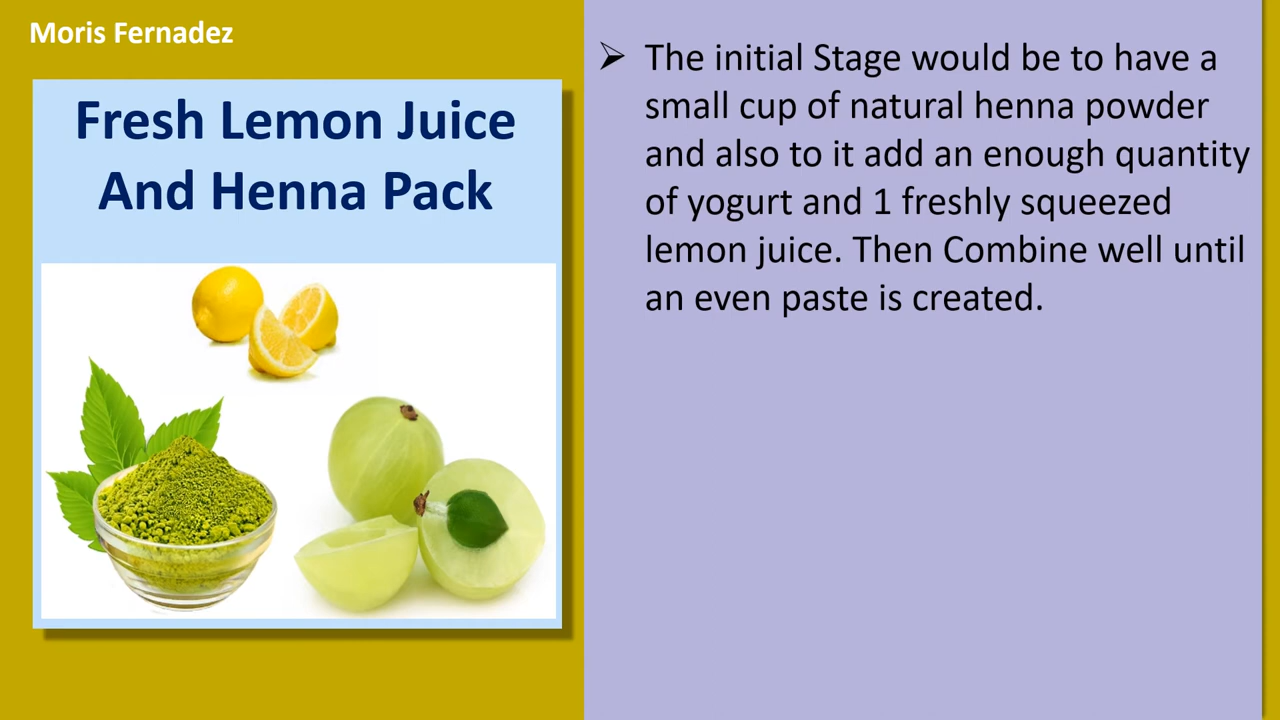 Moris Fernadez
Fresh Lemon Juice
And Henna Pack
➢ The initial Stage would be to have a
small cup of natural henna powder
and also to it add an enough quantity
of yogurt and 1 freshly squeezed
lemon juice. Then Combine well until
an even paste is created.